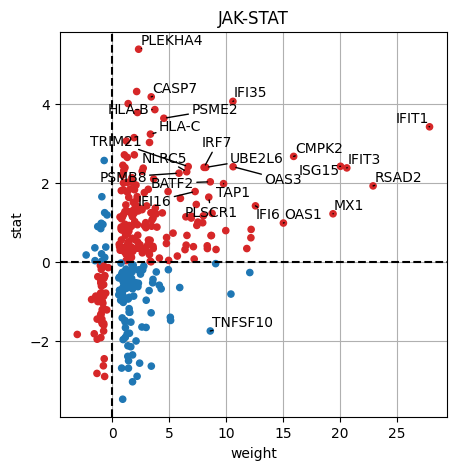 JAK-STAT
PLEKHA4
CASP7
IFI35
HLA-B
PSME2
IFIT1
HLA-C
TRIM21
IRF7
CMPK2
NLRC5
UBE2L6
IFIT3
ISG15
PSMB8
BATF2
OAS3
RSAD2
TAP1
IFI16
MX1
PLSCR1
IFI6
OAS1
TNFSF10
4
2
0
−2
stat
0
5
10
15
20
25
weight